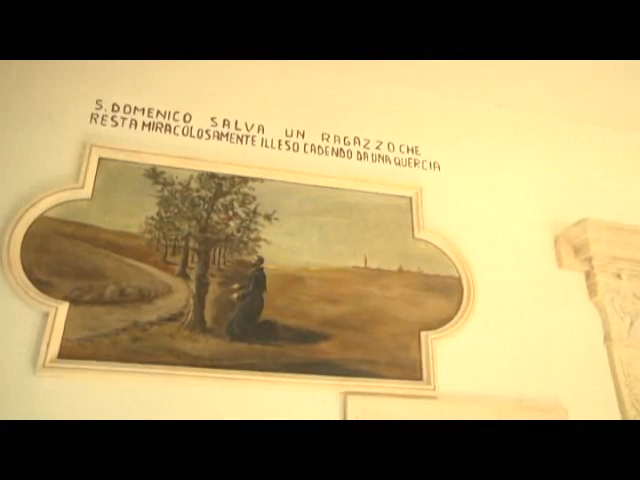 S. DOMENICO SALVA UN RAGAZZO CHE
RESTA MIRACOLOSAMENTE ILLESO CADENDO DA UNA QUERCIA